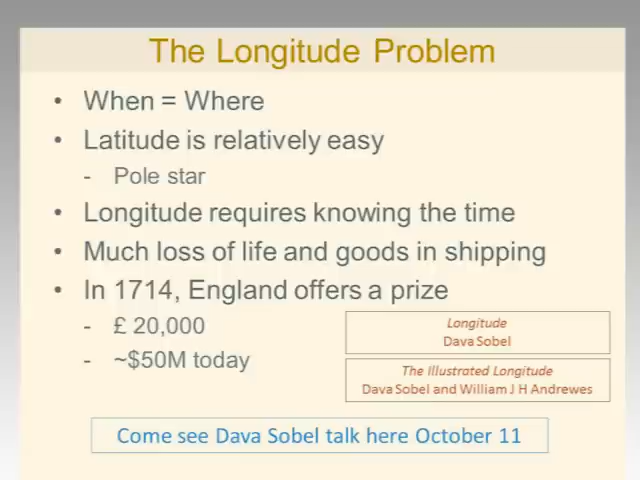 The Longitude Problem
• When = Where
• Latitude is relatively easy
- Pole star
• Longitude requires knowing the time
• Much loss of life and goods in shipping
• In 1714, England offers a prize
- £ 20,000
- ~$50M today
Longitude
Dava Sobel
The Illustrated Longitude
Dava Sobel and William J H Andrewes
Come see Dava Sobel talk here October 11